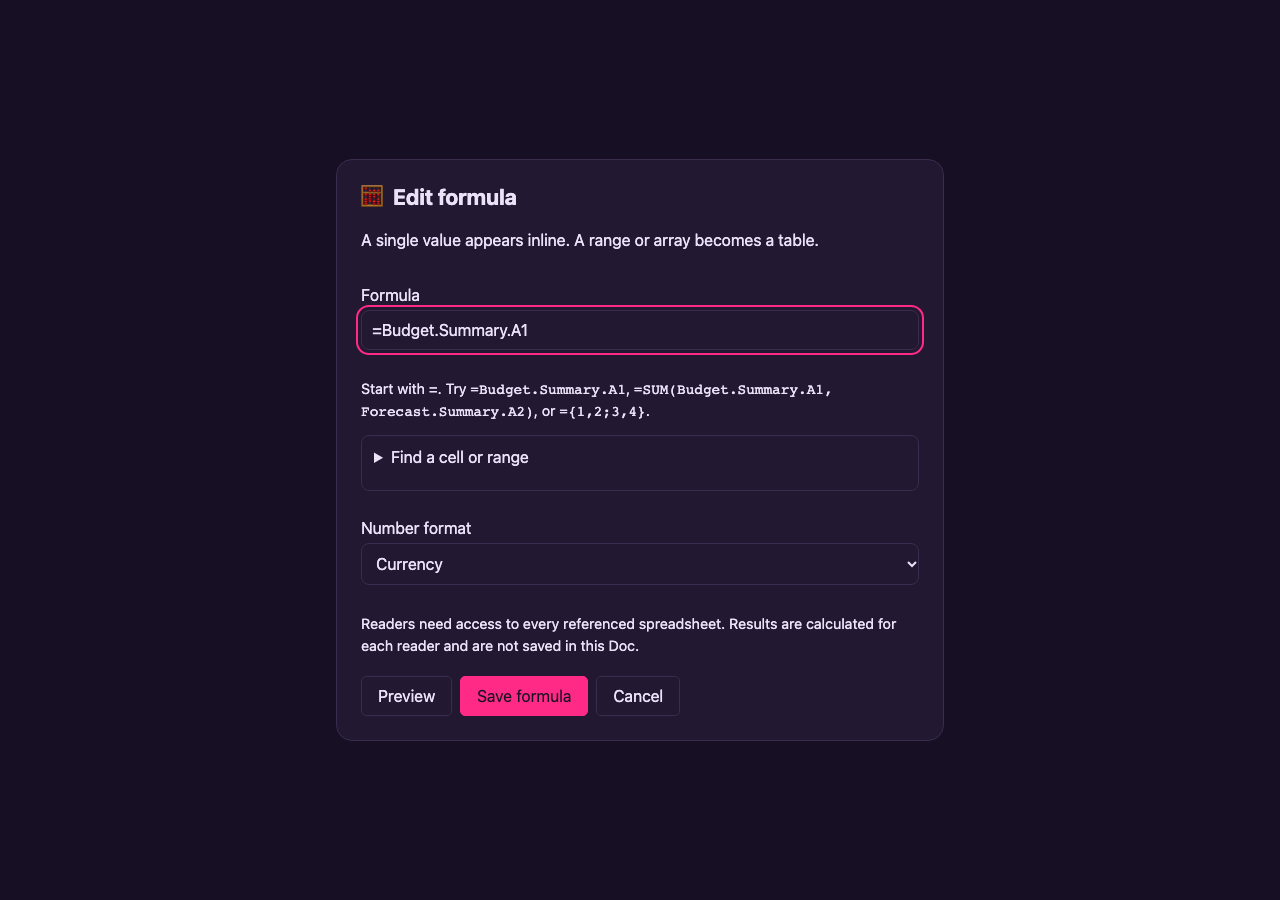 🧮 Edit formula
A single value appears inline. A range or array becomes a table.
Formula
=Budget.Summary.A1
Start with =. Try =Budget.Summary.A1, =SUM(Budget.Summary.A1,
Forecast.Summary.A2), or ={1,2;3,4}.
▶ Find a cell or range
Number format
Currency
Readers need access to every referenced spreadsheet. Results are calculated for
each reader and are not saved in this Doc.
Preview Save formula Cancel